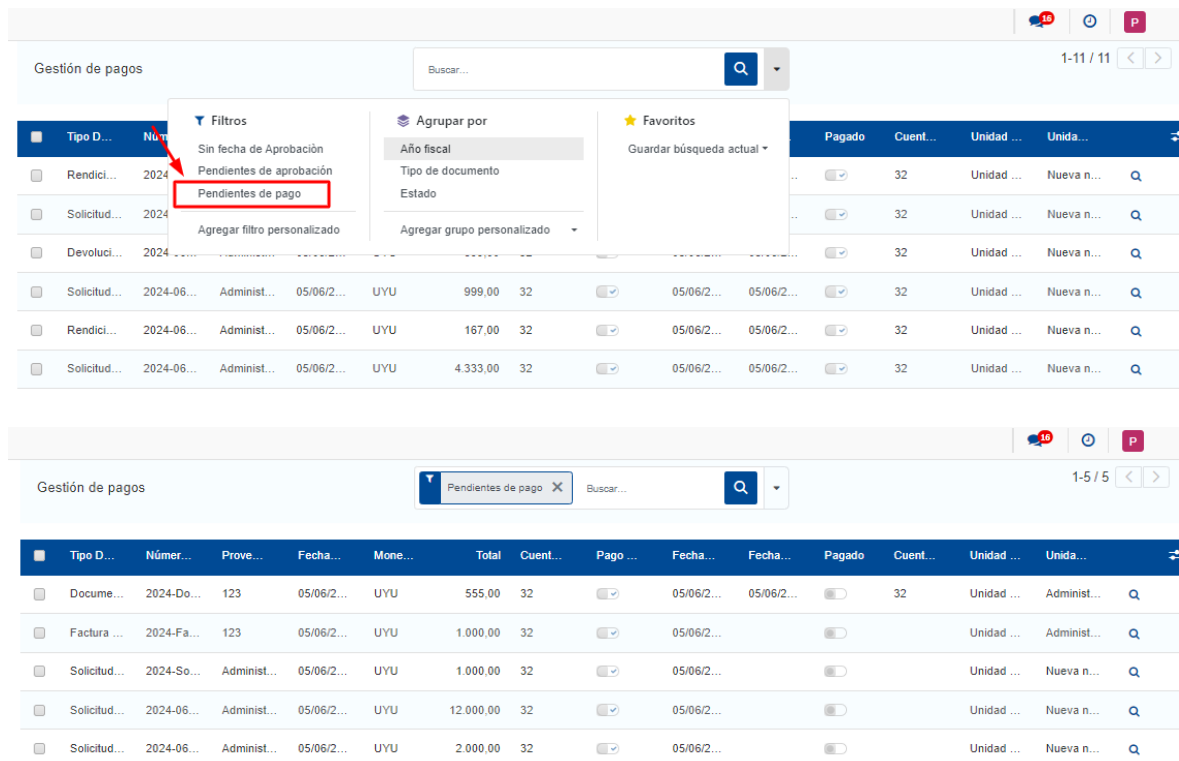 16 P
Gestión de pagos Buscar... 1-11 / 11
Filtros Agrupar por Favoritos
Tipo D... Núm Pagado Cuent... Unidad ... Unida...
Sin fecha de Aprobaciòn Año fiscal Guardar búsqueda actual
Pendientes de aprobación Tipo de documento
Rendici... 2024 ... 32 Unidad ... Nueva n...
Pendientes de pago Estado
Solicitud... 2024 ... 32 Unidad ... Nueva n...
Agregar filtro personalizado Agregar grupo personalizado
Devoluci... 2024 32 Unidad ... Nueva n...
Solicitud... 2024-06... Administ... 05/06/2... UYU 999,00 32 05/06/2... 05/06/2... 32 Unidad ... Nueva n...
Rendici... 2024-06... Administ... 05/06/2... UYU 167,00 32 05/06/2... 05/06/2... 32 Unidad ... Nueva n...
Solicitud... 2024-06... Administ... 05/06/2... UYU 4.333,00 32 05/06/2... 05/06/2... 32 Unidad ... Nueva n...
16 P
Gestión de pagos Pendientes de pago Buscar... 1-5 / 5
Tipo D... Númer... Prove... Fecha... Mone... Total Cuent... Pago ... Fecha... Fecha... Pagado Cuent... Unidad ... Unida...
Docume... 2024-Do... 123 05/06/2... UYU 555,00 32 05/06/2... 05/06/2... 32 Unidad ... Administ...
Factura ... 2024-Fa... 123 05/06/2... UYU 1.000,00 32 05/06/2... Unidad ... Administ...
Solicitud... 2024-So... Administ... 05/06/2... UYU 1.000,00 32 05/06/2... Unidad ... Nueva n...
Solicitud... 2024-06... Administ... 05/06/2... UYU 12.000,00 32 05/06/2... Unidad ... Nueva n...
Solicitud... 2024-06... Administ... 05/06/2... UYU 2.000,00 32 05/06/2... Unidad ... Nueva n...